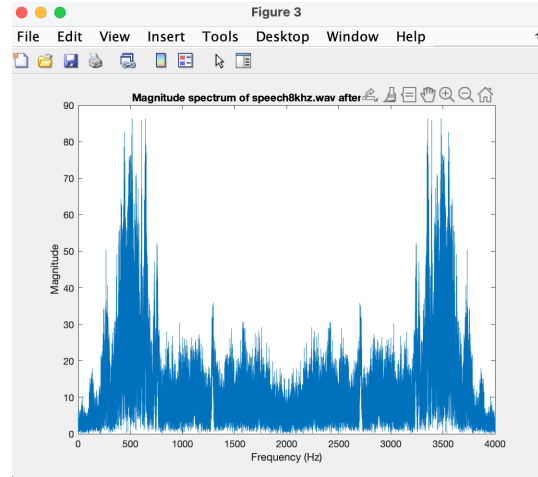 Figure 3
File Edit View Insert Tools Desktop Window Help
Magnitude spectrum of speech8khz.wav after
90
80
70
60
50
40
30
20
10
0
Magnitude
0 500 1000 1500 2000 2500 3000 3500 4000
Frequency (Hz)